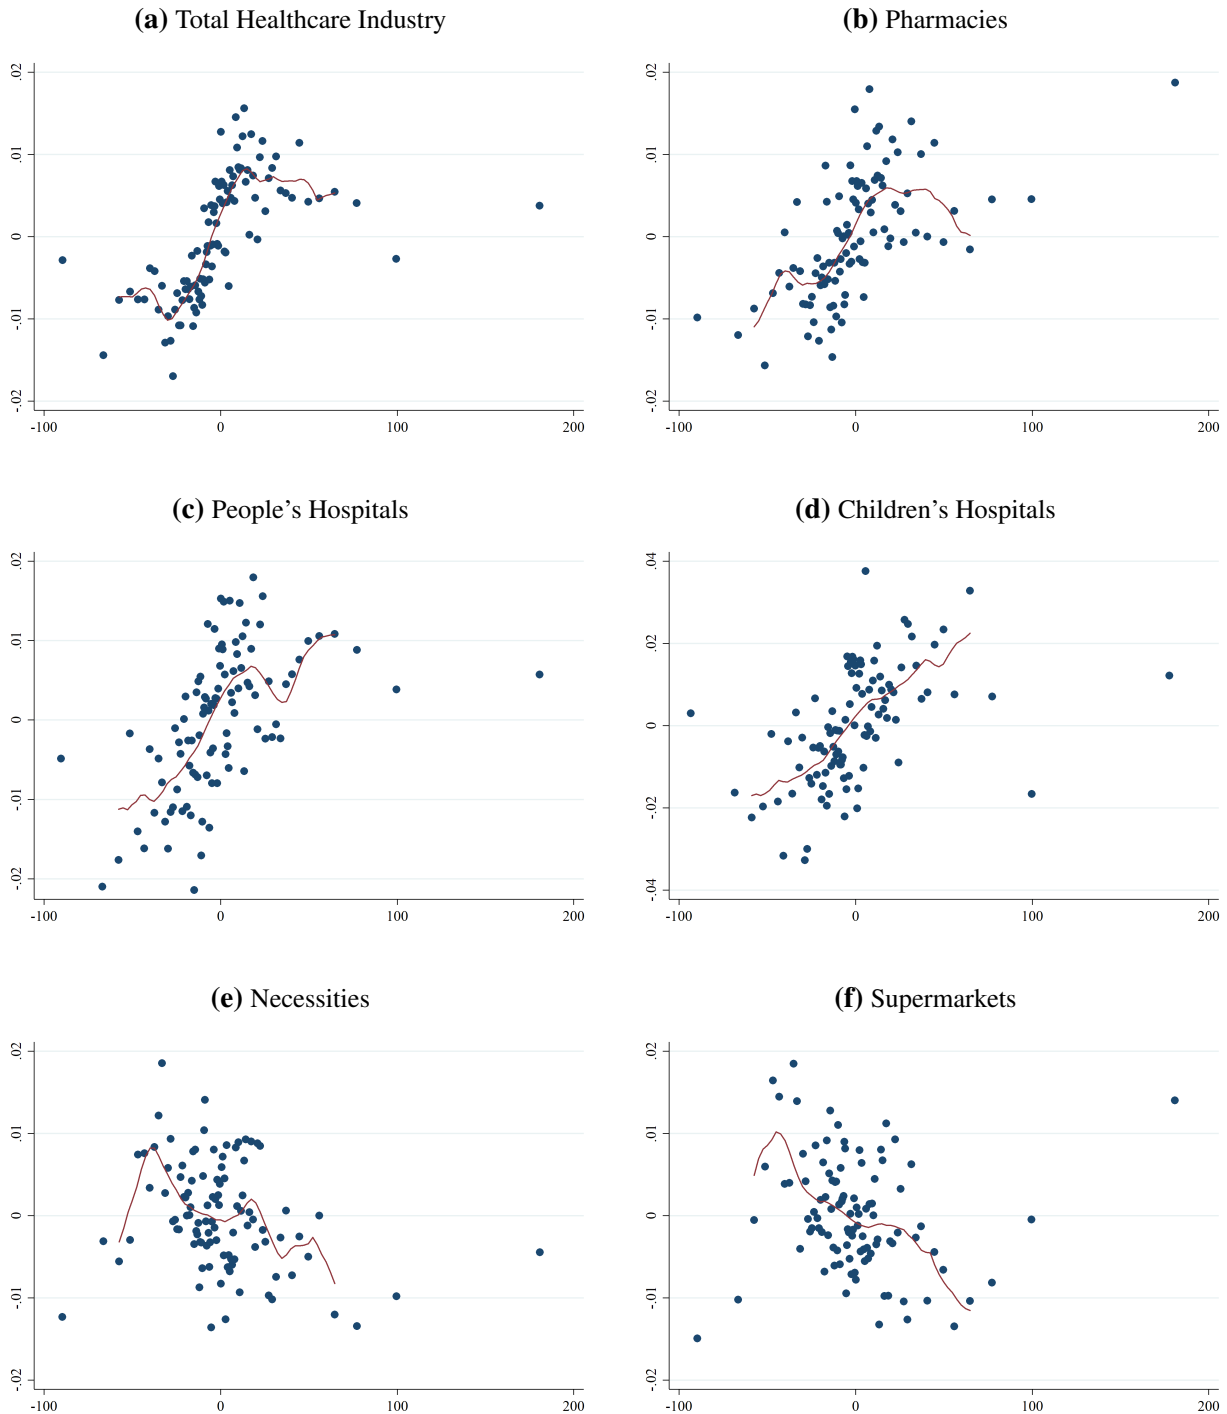 (a) Total Healthcare Industry
.02
.01
0
-.01
-.02
-100 0 100 200
(b) Pharmacies
.02
.01
0
-.01
-.02
-100 0 100 200
(c) People's Hospitals
.02
.01
0
-.01
-.02
-100 0 100 200
(d) Children's Hospitals
.04
.02
0
-.02
-.04
-100 0 100 200
(e) Necessities
.02
.01
0
-.01
-.02
-100 0 100 200
(f) Supermarkets
.02
.01
0
-.01
-.02
-100 0 100 200